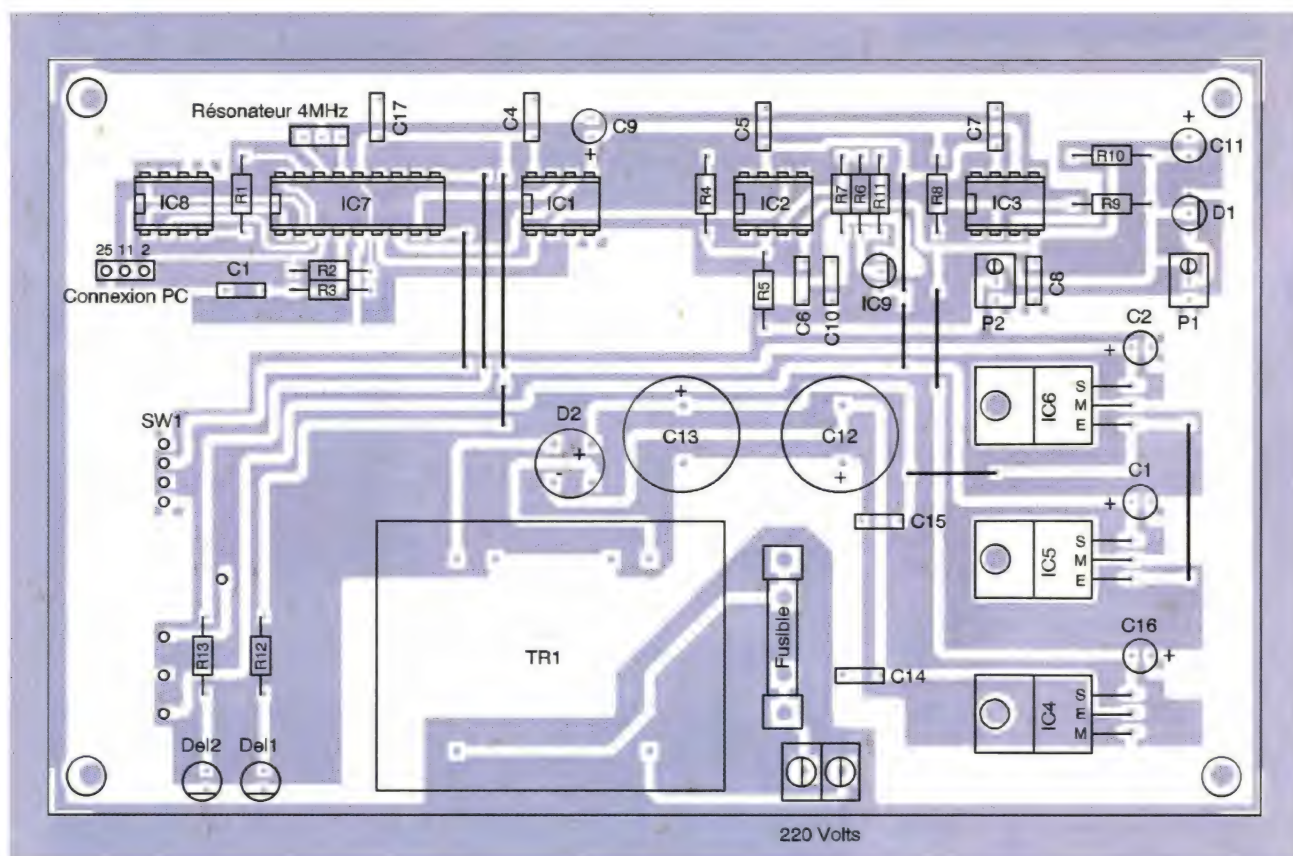 Résonateur 4MHz
C17
C4
C9
+
C5
C7
+
C11
IC8
R1
IC7
IC1
R4
IC2
R7
R6
R11
R8
IC3
R10
R9
D1
25 11 2
Connexion PC
C1
R2
R3
R5
C6
C10
IC9
P2
C8
P1
C2
+
SW1
D2
+
-
+
C13
C12
+
IC6
S
M
E
C1
+
C15
IC5
S
M
E
R13
R12
TR1
Fusible
C14
C16
+
IC4
S
E
M
Del2
Del1
220 Volts